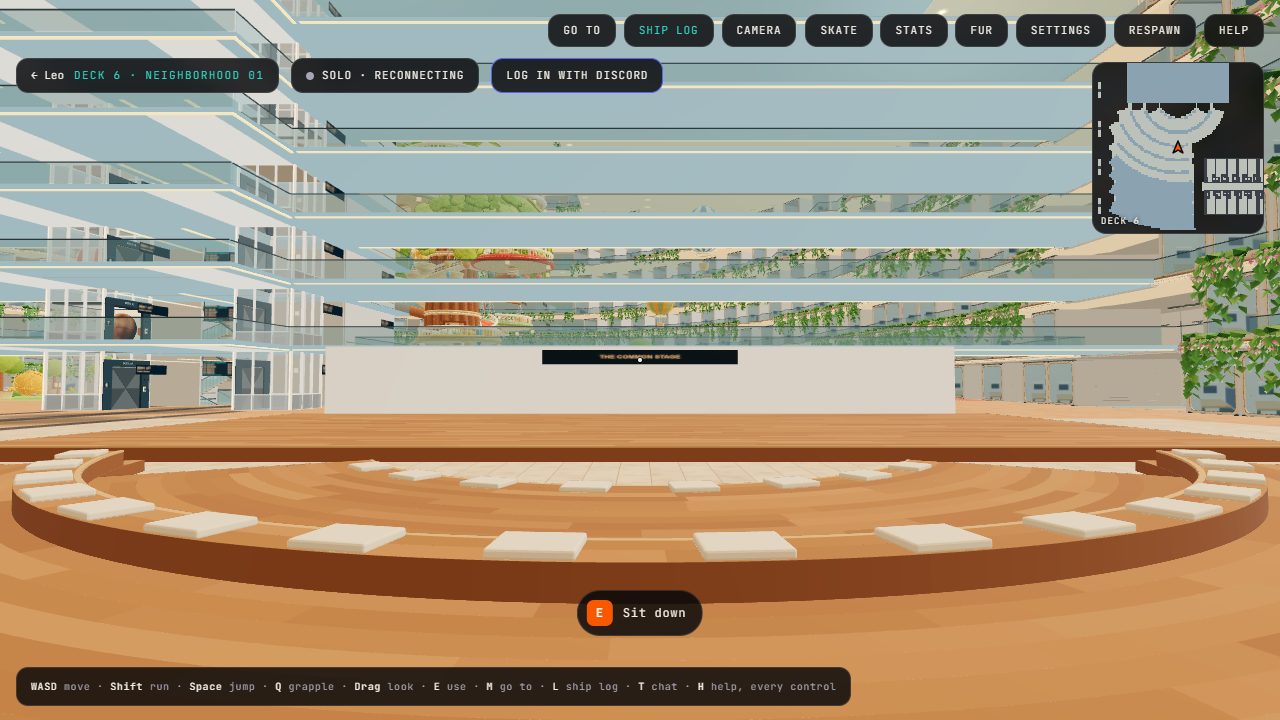 GO TO
SHIP LOG
CAMERA
SKATE
STATS
FUR
SETTINGS
RESPAWN
HELP
← Leo DECK 6 · NEIGHBORHOOD 01
SOLO · RECONNECTING
LOG IN WITH DISCORD
DECK 6
THE COMMON STAGE
E Sit down
WASD move · Shift run · Space jump · Q grapple · Drag look · E use · M go to · L ship log · T chat · H help, every control